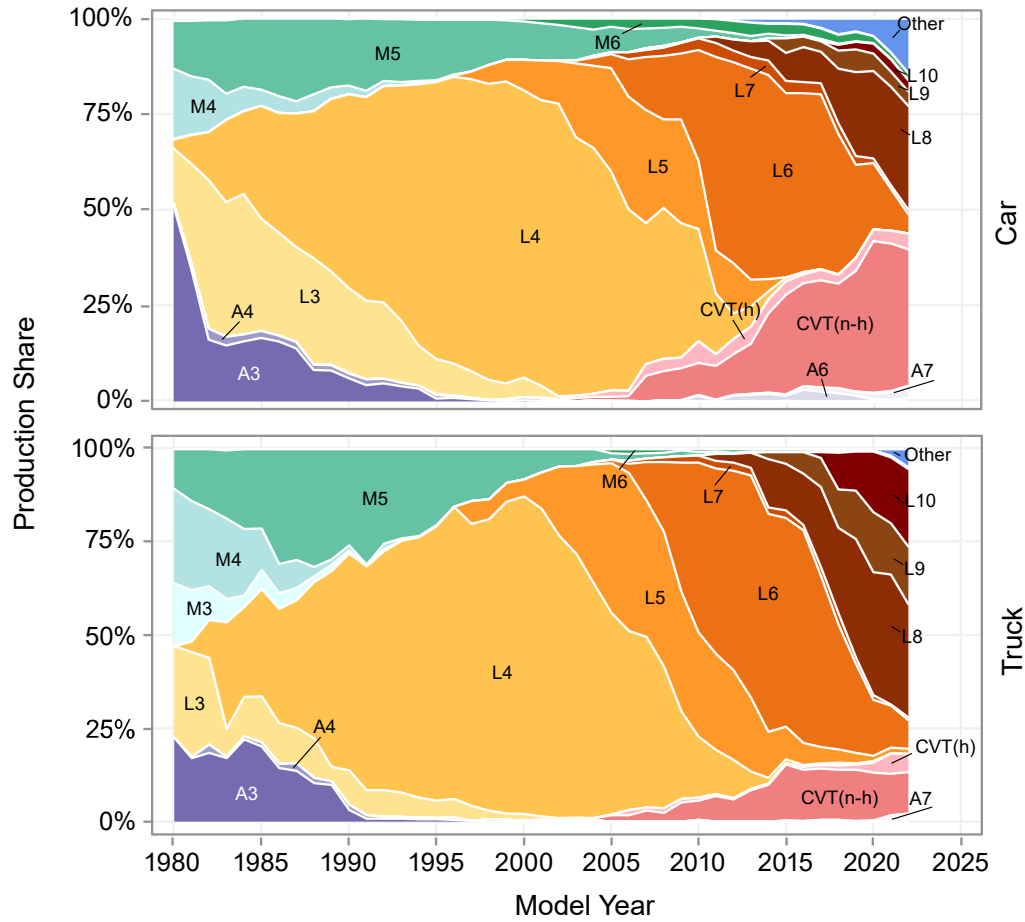 100%
75%
50%
25%
0%
M5
M6
Other
M4
L7
L10
L9
L8
L5
L6
L4
L3
A4
CVT(h)
CVT(n-h)
A3
A6
A7
Car
Production Share
100%
75%
50%
25%
0%
M5
M6
L7
Other
L10
M4
M3
L9
L5
L6
L8
L4
L3
A4
CVT(h)
A3
CVT(n-h)
A7
Truck
1980 1985 1990 1995 2000 2005 2010 2015 2020 2025
Model Year